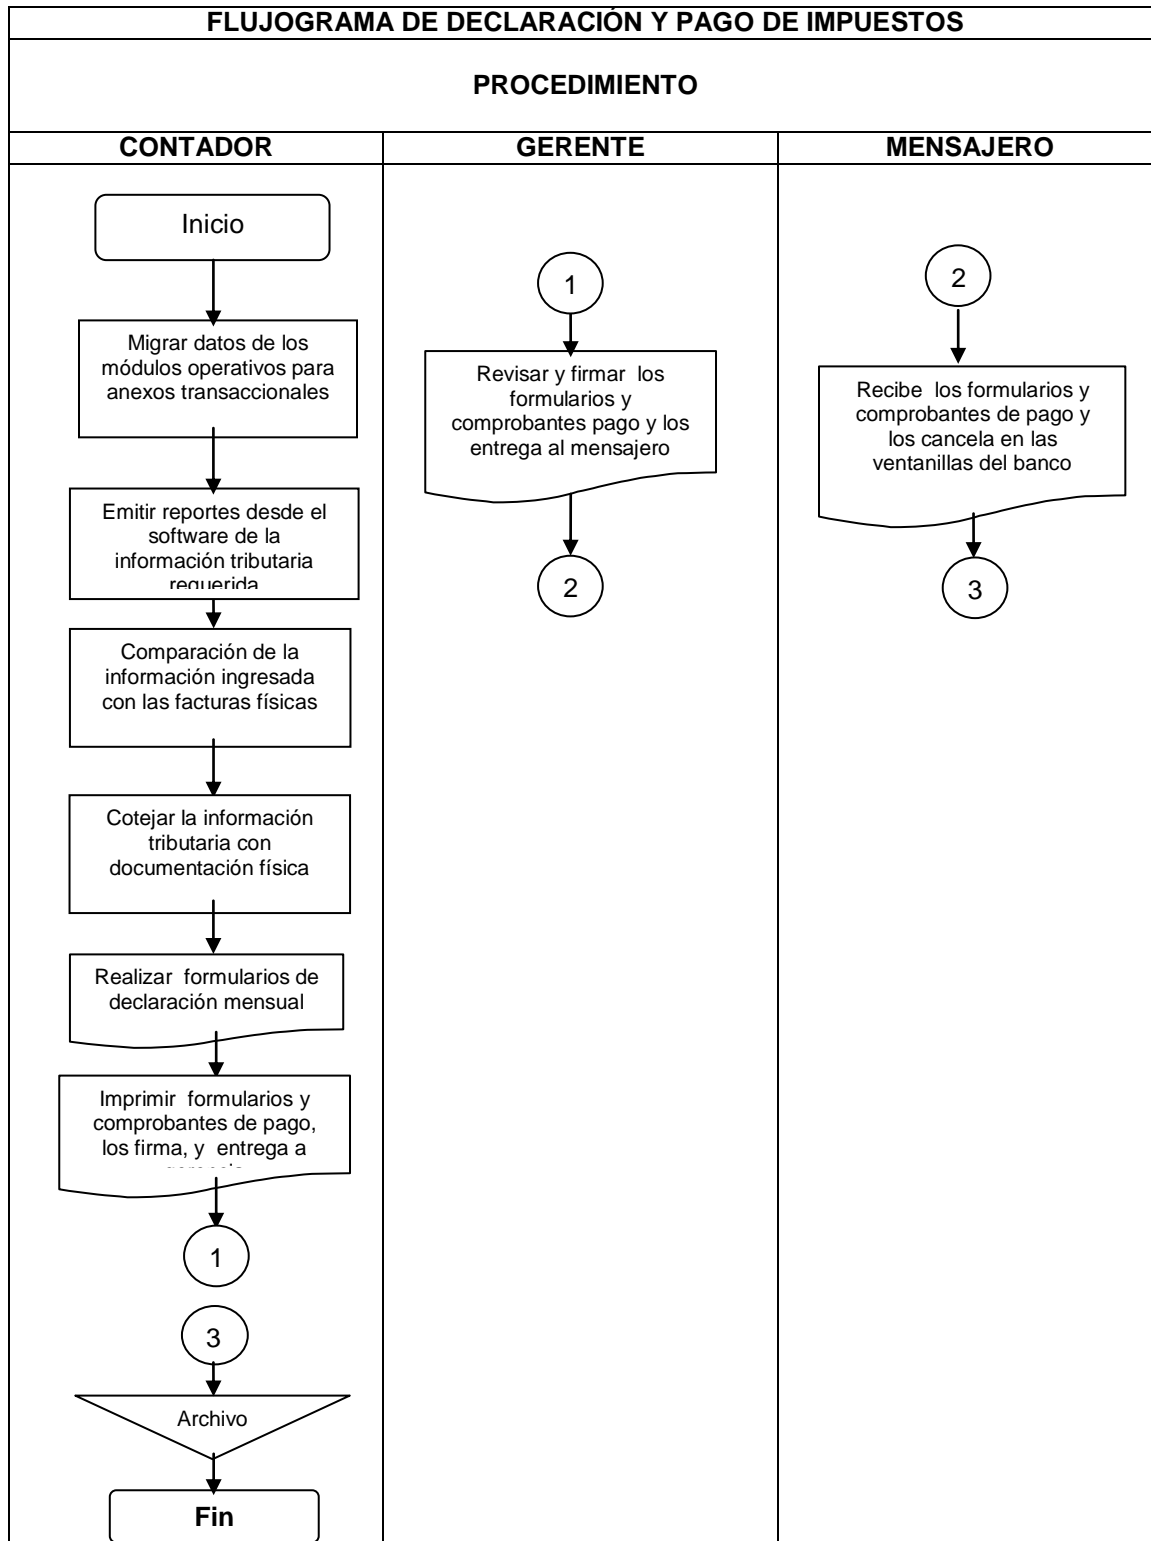 FLUJOGRAMA DE DECLARACIÓN Y PAGO DE IMPUESTOS
PROCEDIMIENTO
CONTADOR
GERENTE
MENSAJERO
Inicio
Migrar datos de los
módulos operativos para
anexos transaccionales
Emitir reportes desde el
software de la
información tributaria
requerida
Comparación de la
información ingresada
con las facturas físicas
Cotejar la información
tributaria con
documentación física
Realizar formularios de
declaración mensual
Imprimir formularios y
comprobantes de pago,
los firma, y entrega a
1
3
Archivo
Fin
1
Revisar y firmar los
formularios y
comprobantes pago y los
entrega al mensajero
2
2
Recibe los formularios y
comprobantes de pago y
los cancela en las
ventanillas del banco
3